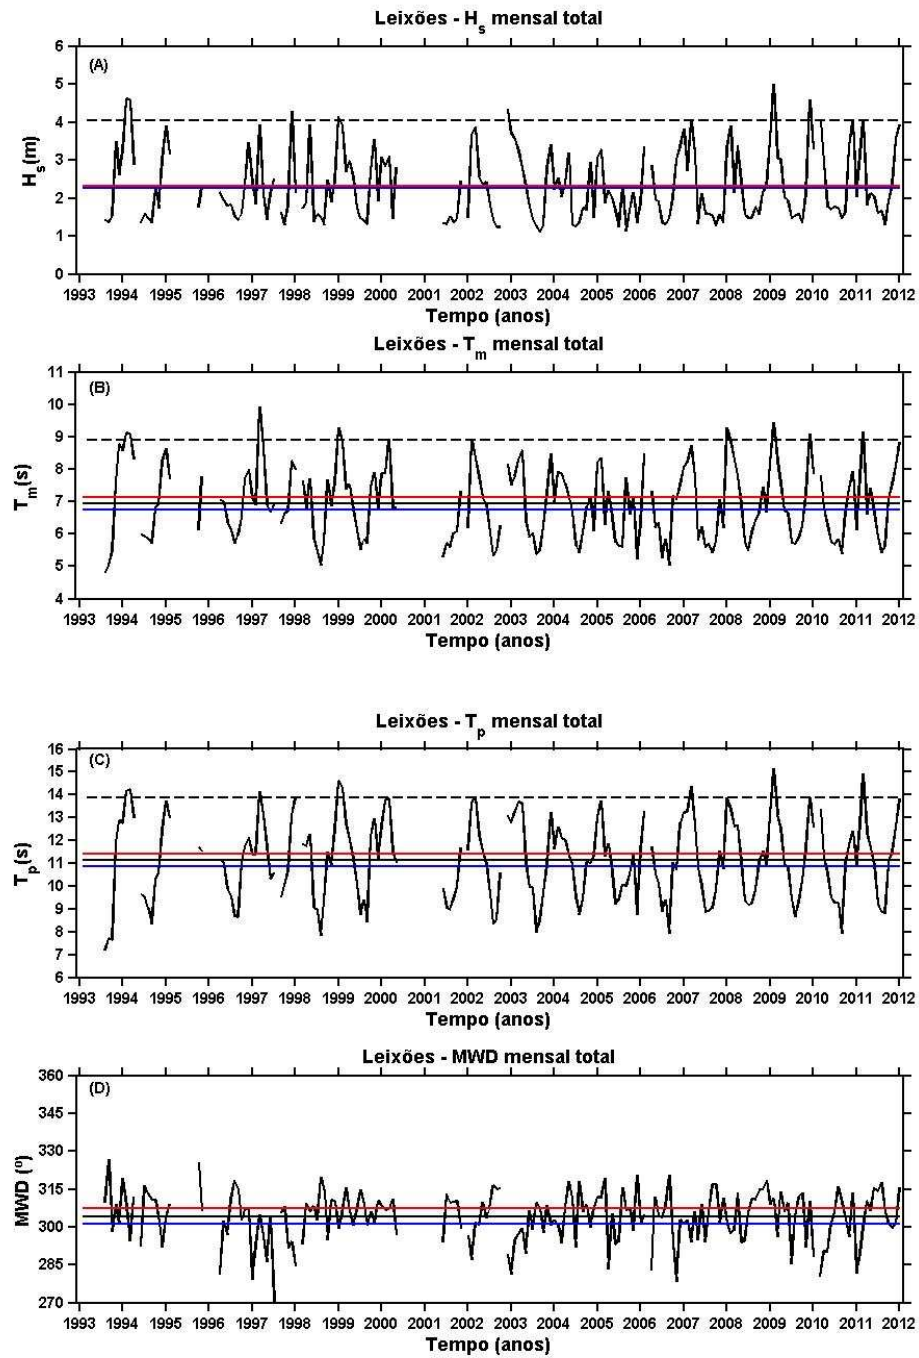 Leixões - Hs mensal total
(A)
6
5
4
3
2
1
0
Hs(m)
1993 1994 1995 1996 1997 1998 1999 2000 2001 2002 2003 2004 2005 2006 2007 2008 2009 2010 2011 2012
Tempo (anos)
Leixões - Tm mensal total
(B)
11
10
9
8
7
6
5
4
Tm(s)
1993 1994 1995 1996 1997 1998 1999 2000 2001 2002 2003 2004 2005 2006 2007 2008 2009 2010 2011 2012
Tempo (anos)
Leixões - Tp mensal total
(C)
16
15
14
13
12
11
10
9
8
7
6
Tp(s)
1993 1994 1995 1996 1997 1998 1999 2000 2001 2002 2003 2004 2005 2006 2007 2008 2009 2010 2011 2012
Tempo (anos)
Leixões - MWD mensal total
(D)
360
345
330
315
300
285
270
MWD (º)
1993 1994 1995 1996 1997 1998 1999 2000 2001 2002 2003 2004 2005 2006 2007 2008 2009 2010 2011 2012
Tempo (anos)